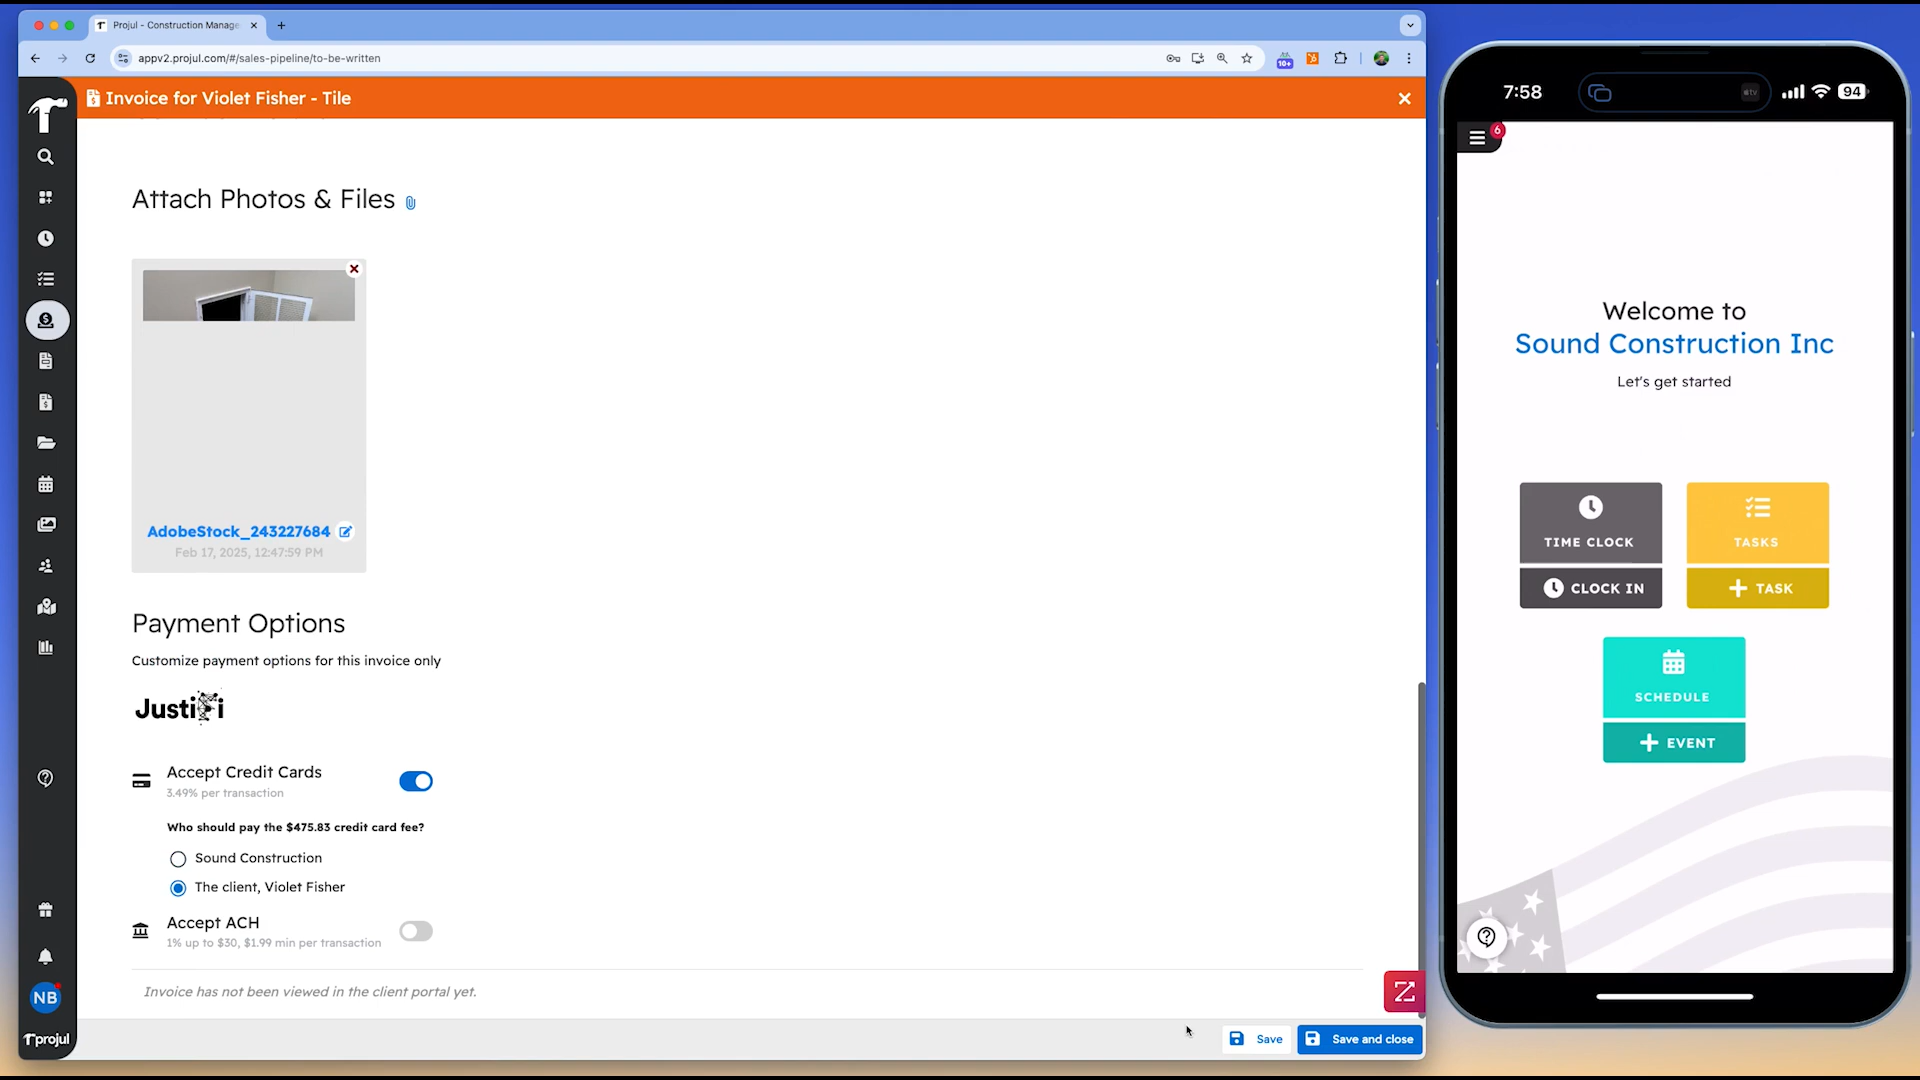 Projul - Construction Manage
appv2.projul.com/#/sales-pipeline/to-be-written
10+
Invoice for Violet Fisher - Tile
Attach Photos & Files
AdobeStock_243227684
Feb 17, 2025, 12:47:59 PM
Payment Options
Customize payment options for this invoice only
JustiFi
Accept Credit Cards
3.49% per transaction
Who should pay the $475.83 credit card fee?
Sound Construction
The client, Violet Fisher
Accept ACH
1% up to $30, $1.99 min per transaction
Invoice has not been viewed in the client portal yet.
Save
Save and close
NB
projul
7:58
tv
94
6
Welcome to
Sound Construction Inc
Let's get started
TIME CLOCK
CLOCK IN
TASKS
TASK
SCHEDULE
EVENT